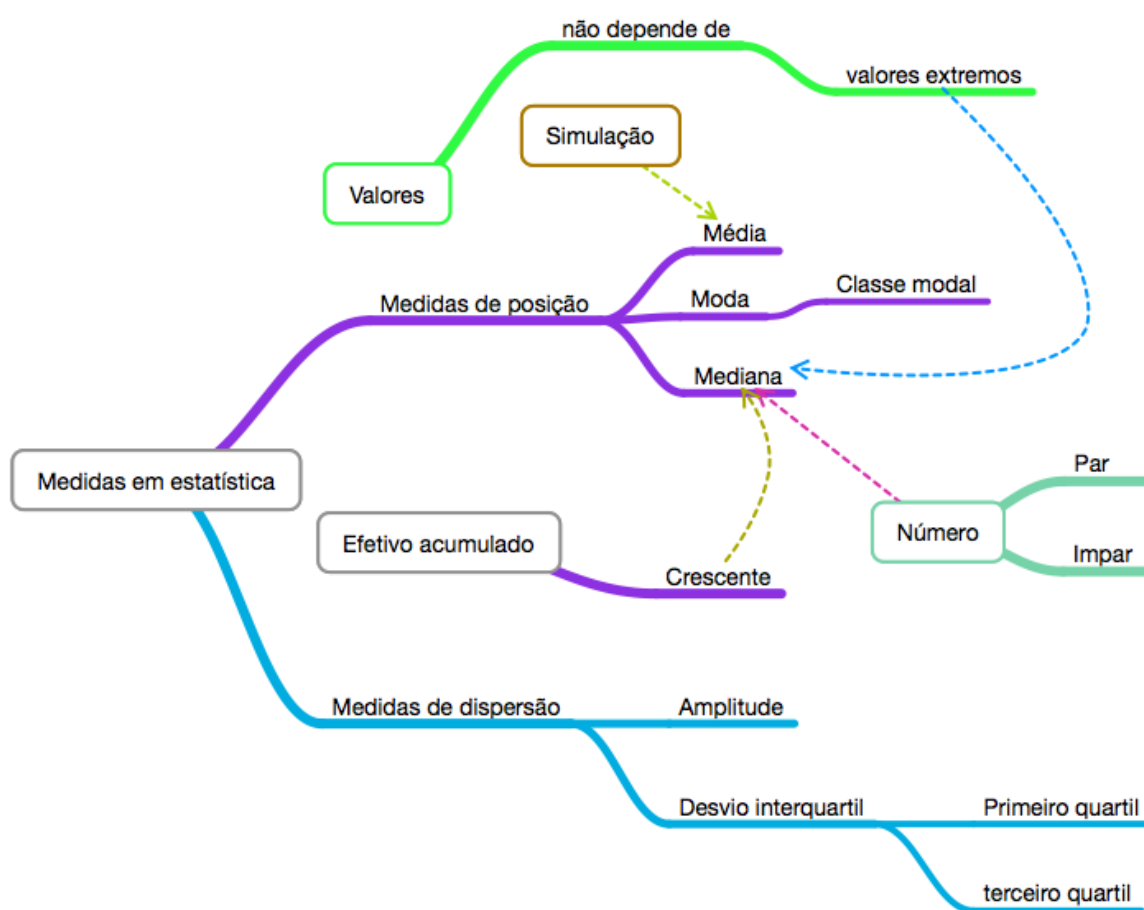 não depende de
valores extremos
Simulação
Valores
Média
Classe modal
Moda
Medidas de posição
Mediana
Par
Medidas em estatística
Número
Efetivo acumulado
Impar
Crescente
Medidas de dispersão
Amplitude
Desvio interquartil
Primeiro quartil
terceiro quartil